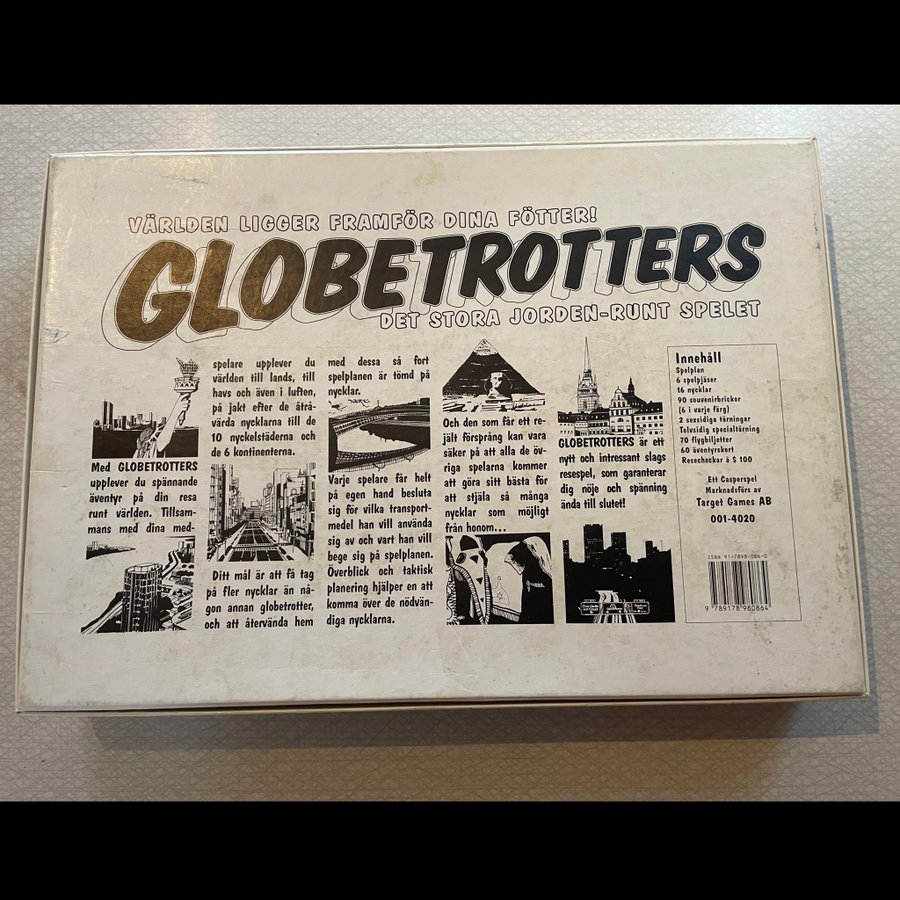 VÄRLDEN LIGGER FRAMFÖR DINA FÖTTER!
GLOBETROTTERS
DET STORA JORDEN-RUNT SPELET
Med GLOBETROTTERS
upplever du spännande
äventyr på din resa
runt världen. Tillsam-
mans med dina med-
spelare upplever du
världen till lands, till
havs och även i luften,
på jakt efter de åtrå-
värda nycklarna till de
10 nyckelstäderna och
de 6 kontinenterna.
Ditt mål är att få tag
på fler nycklar än nå-
gon annan globetrotter,
och att återvända hem
med dessa så fort
spelplanen är tömd på
nycklar.
Varje spelare får helt
på egen hand besluta
sig för vilka transport-
medel han vill använda
sig av och vart han vill
bege sig på spelplanen.
Överblick och taktisk
planering hjälper en att
komma över de nödvän-
diga nycklarna.
Och den som får ett re-
jält försprång kan vara
säker på att alla de öv-
riga spelarna kommer
att göra sitt bästa för
att stjäla så många
nycklar som möjligt
från honom...
GLOBETROTTERS är ett
nytt och intressant slags
resespel, som garanterar
dig nöje och spänning
ända till slutet!
Innehåll
Spelplan
6 spelpjäser
16 nycklar
90 souvenirbrickor
(6 i varje färg)
2 sexsidiga tärningar
Tolvsidig specialtärning
70 flygbiljetter
60 äventyrskort
Resecheckar à $ 100
Ett Casperspel
Marknadsförs av
Target Games AB
001-4020
ISBN 91-7898-086-0
9 789178 980864